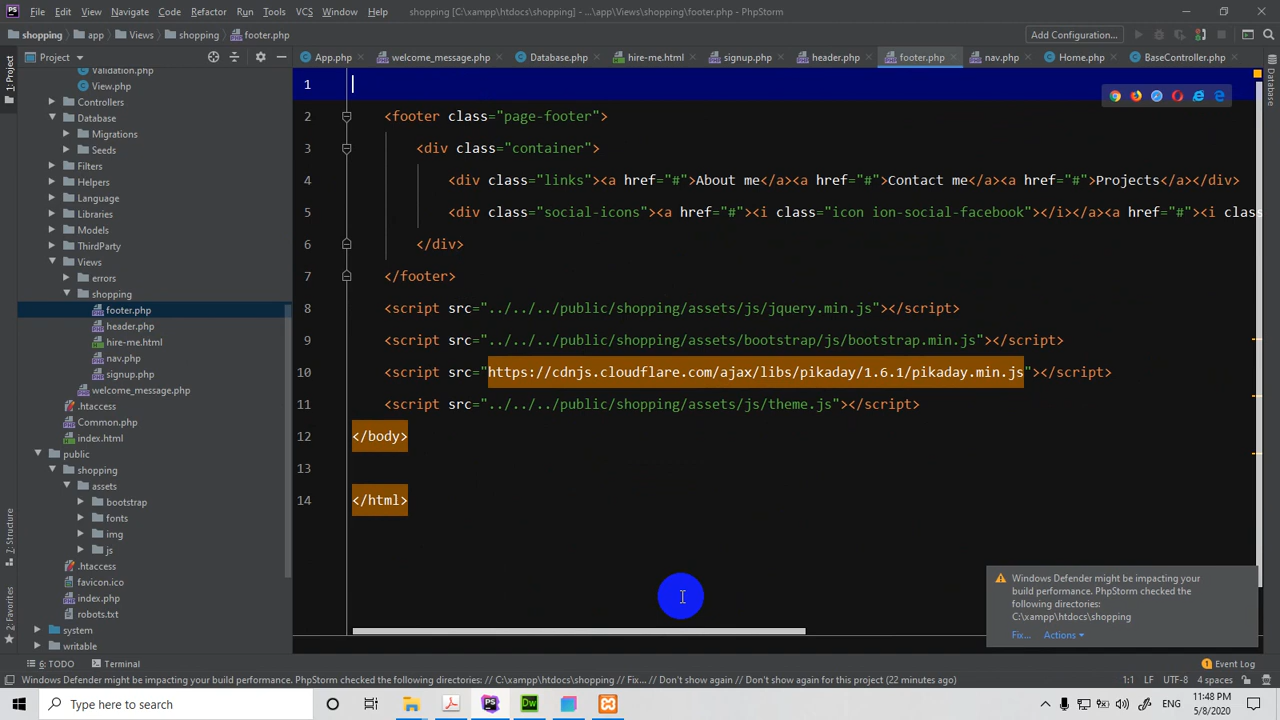 File Edit View Navigate Code Refactor Run Tools VCS Window Help shopping [C:\xampp\htdocs\shopping] - ...\app\Views\shopping\footer.php - PhpStorm
shopping app Views shopping footer.php Add Configuration...
Project App.php welcome_message.php Database.php hire-me.html signup.php header.php footer.php nav.php Home.php BaseController.php
1: Project
Database
Validation.php
View.php
Controllers
Database
Migrations
Seeds
Filters
Helpers
Language
Libraries
Models
ThirdParty
Views
errors
shopping
footer.php
header.php
hire-me.html
nav.php
signup.php
welcome_message.php
.htaccess
Common.php
index.html
public
shopping
assets
bootstrap
fonts
img
js
.htaccess
favicon.ico
index.php
robots.txt
system
writable
7: Structure
2: Favorites
1
2 <footer class="page-footer">
3 <div class="container">
4 <div class="links"><a href="#">About me</a><a href="#">Contact me</a><a href="#">Projects</a></div>
5 <div class="social-icons"><a href="#"><i class="icon ion-social-facebook"></i></a><a href="#"><i clas
6 </div>
7 </footer>
8 <script src="../../../public/shopping/assets/js/jquery.min.js"></script>
9 <script src="../../../public/shopping/assets/bootstrap/js/bootstrap.min.js"></script>
10 <script src="https://cdnjs.cloudflare.com/ajax/libs/pikaday/1.6.1/pikaday.min.js"></script>
11 <script src="../../../public/shopping/assets/js/theme.js"></script>
12 </body>
13
14 </html>
Windows Defender might be impacting your
build performance. PhpStorm checked the
following directories:
C:\xampp\htdocs\shopping
Fix... Actions
6: TODO Terminal Event Log
Windows Defender might be impacting your build performance. PhpStorm checked the following directories: // C:\xampp\htdocs\shopping // Fix... // Don't show again // Don't show again for this project (22 minutes ago) 1:1 LF UTF-8 4 spaces
Type here to search
PS
Dw
ENG
11:48 PM
5/8/2020